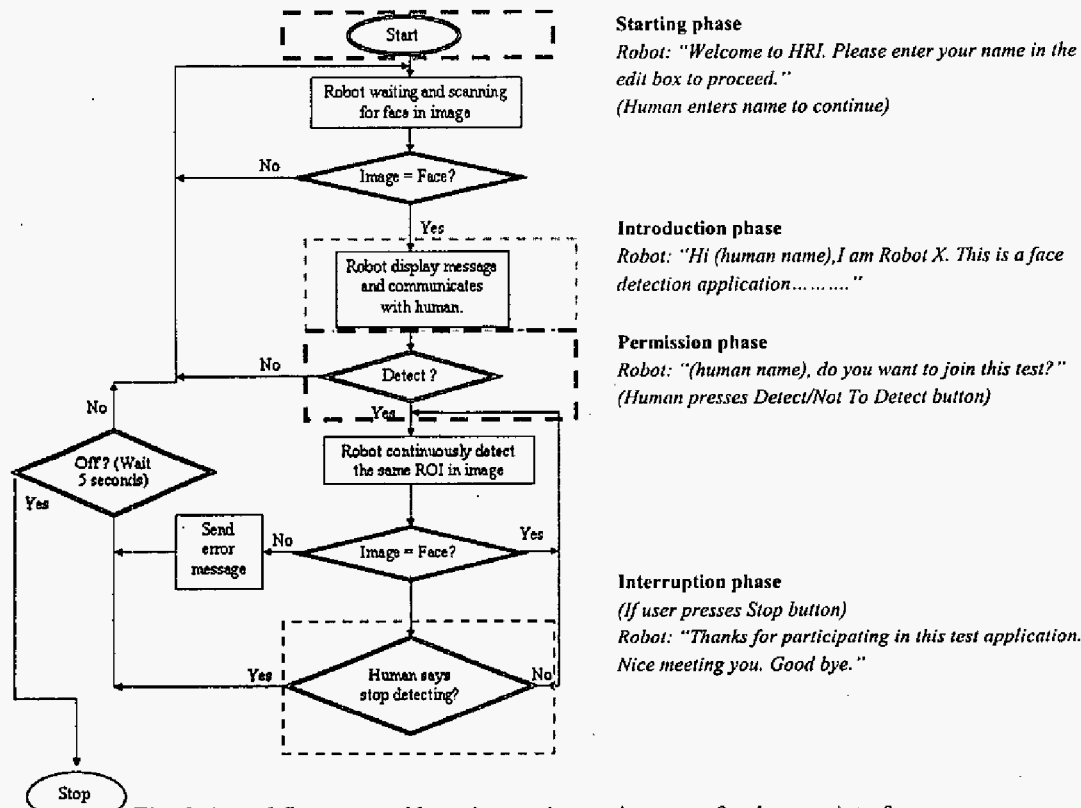 Start
Starting phase
Robot: “Welcome to HRI. Please enter your name in the
edit box to proceed.”
(Human enters name to continue)
Robot waiting and scanning
for face in image
No
Image = Face?
Yes
Introduction phase
Robot: “Hi (human name),I am Robot X. This is a face
detection application……….”
Robot display message
and communicates
with human.
Permission phase
Robot: “(human name), do you want to join this test?”
(Human presses Detect/Not To Detect button)
No
Detect ?
Yes
No
Off? (Wait
5 seconds)
Yes
Robot continuously detect
the same ROI in image
Send
error
message
No
Image = Face?
Yes
Interruption phase
(If user presses Stop button)
Robot: “Thanks for participating in this test application.
Nice meeting you. Good bye.”
Yes
Human says
stop detecting?
No
Stop